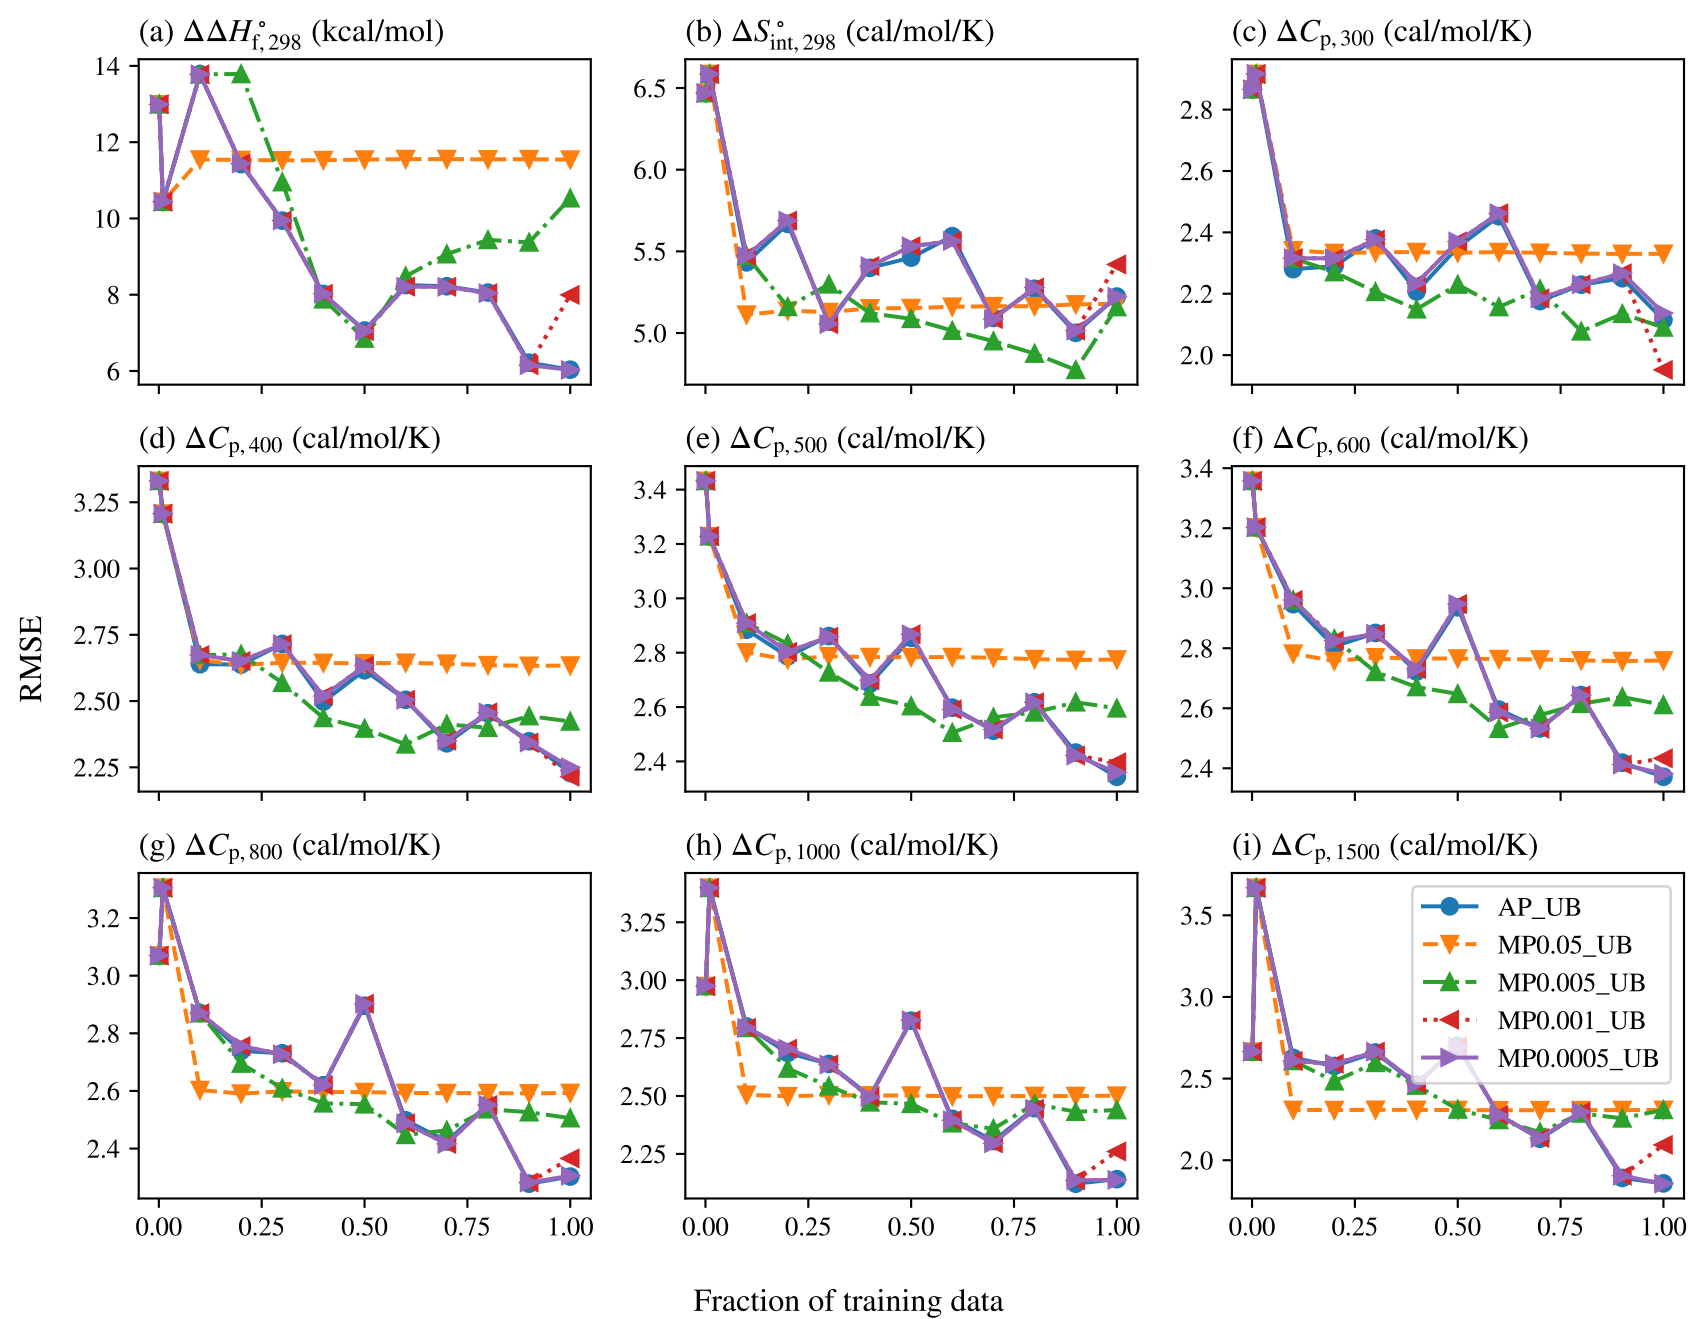 (a) ΔΔH°f, 298 (kcal/mol)
(b) ΔS°int, 298 (cal/mol/K)
(c) ΔCp, 300 (cal/mol/K)
14
12
10
8
6
6.5
6.0
5.5
5.0
2.8
2.6
2.4
2.2
2.0
(d) ΔCp, 400 (cal/mol/K)
(e) ΔCp, 500 (cal/mol/K)
(f) ΔCp, 600 (cal/mol/K)
3.25
3.00
2.75
2.50
2.25
3.4
3.2
3.0
2.8
2.6
2.4
3.4
3.2
3.0
2.8
2.6
2.4
RMSE
(g) ΔCp, 800 (cal/mol/K)
(h) ΔCp, 1000 (cal/mol/K)
(i) ΔCp, 1500 (cal/mol/K)
3.2
3.0
2.8
2.6
2.4
3.25
3.00
2.75
2.50
2.25
3.5
3.0
2.5
2.0
AP_UB
MP0.05_UB
MP0.005_UB
MP0.001_UB
MP0.0005_UB
0.00 0.25 0.50 0.75 1.00
0.00 0.25 0.50 0.75 1.00
0.00 0.25 0.50 0.75 1.00
Fraction of training data